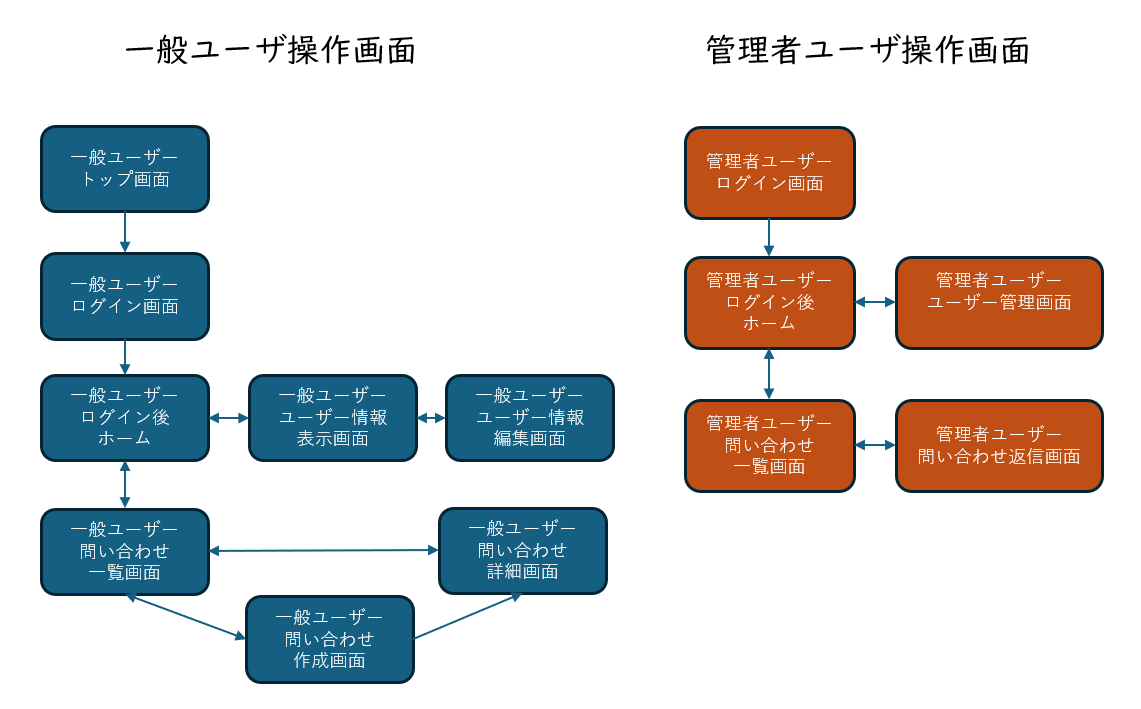 一般ユーザ操作画面
管理者ユーザ操作画面
一般ユーザー
トップ画面
一般ユーザー
ログイン画面
一般ユーザー
ログイン後
ホーム
一般ユーザー
ユーザー情報
表示画面
一般ユーザー
ユーザー情報
編集画面
一般ユーザー
問い合わせ
一覧画面
一般ユーザー
問い合わせ
詳細画面
一般ユーザー
問い合わせ
作成画面
管理者ユーザー
ログイン画面
管理者ユーザー
ログイン後
ホーム
管理者ユーザー
ユーザー管理画面
管理者ユーザー
問い合わせ
一覧画面
管理者ユーザー
問い合わせ返信画面